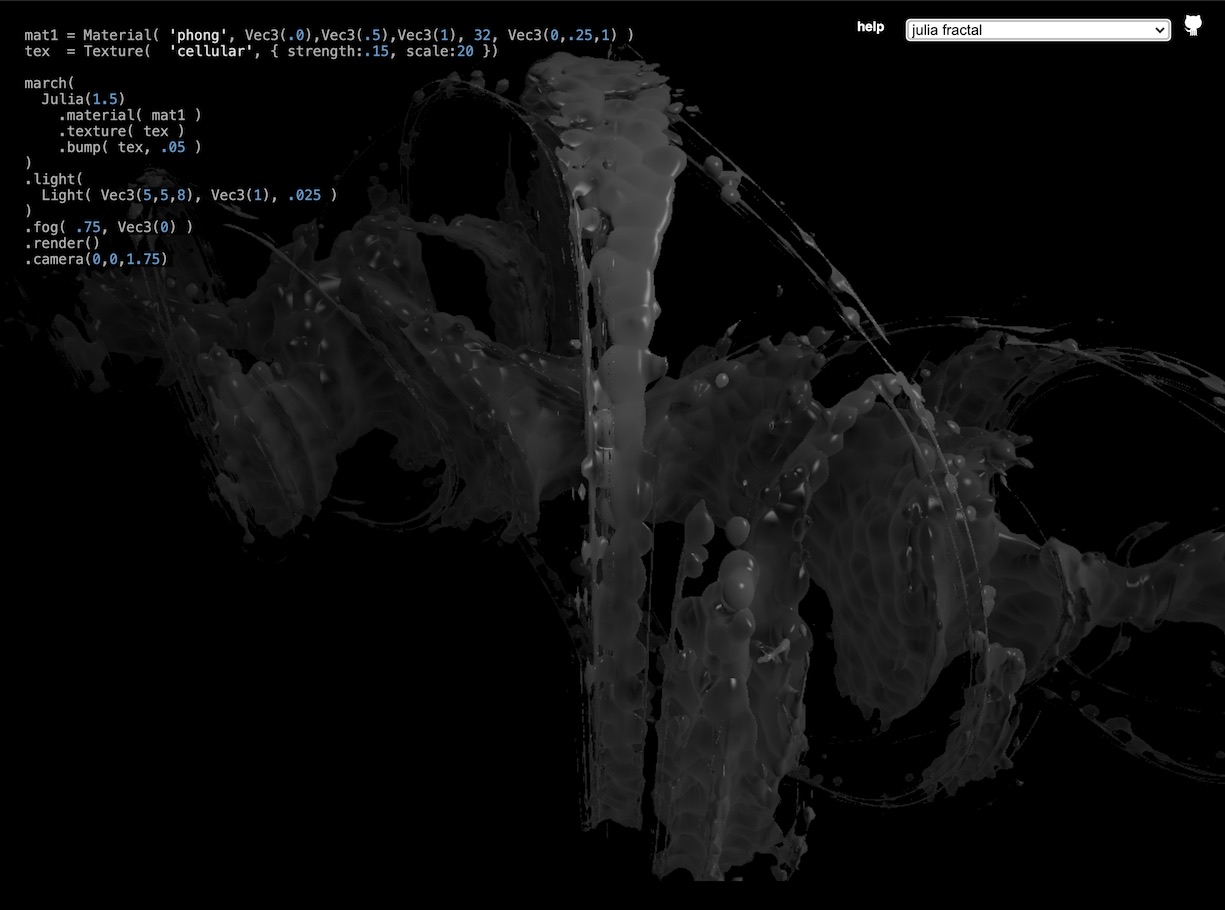 mat1 = Material( 'phong', Vec3(.0),Vec3(.5),Vec3(1), 32, Vec3(0,.25,1) )
tex  = Texture(  'cellular', { strength:.15, scale:20 })
help
julia fractal
march(
  Julia(1.5)
    .material( mat1 )
    .texture( tex )
    .bump( tex, .05 )
)
.light(
  Light( Vec3(5,5,8), Vec3(1), .025 )
)
.fog( .75, Vec3(0) )
.render()
.camera(0,0,1.75)